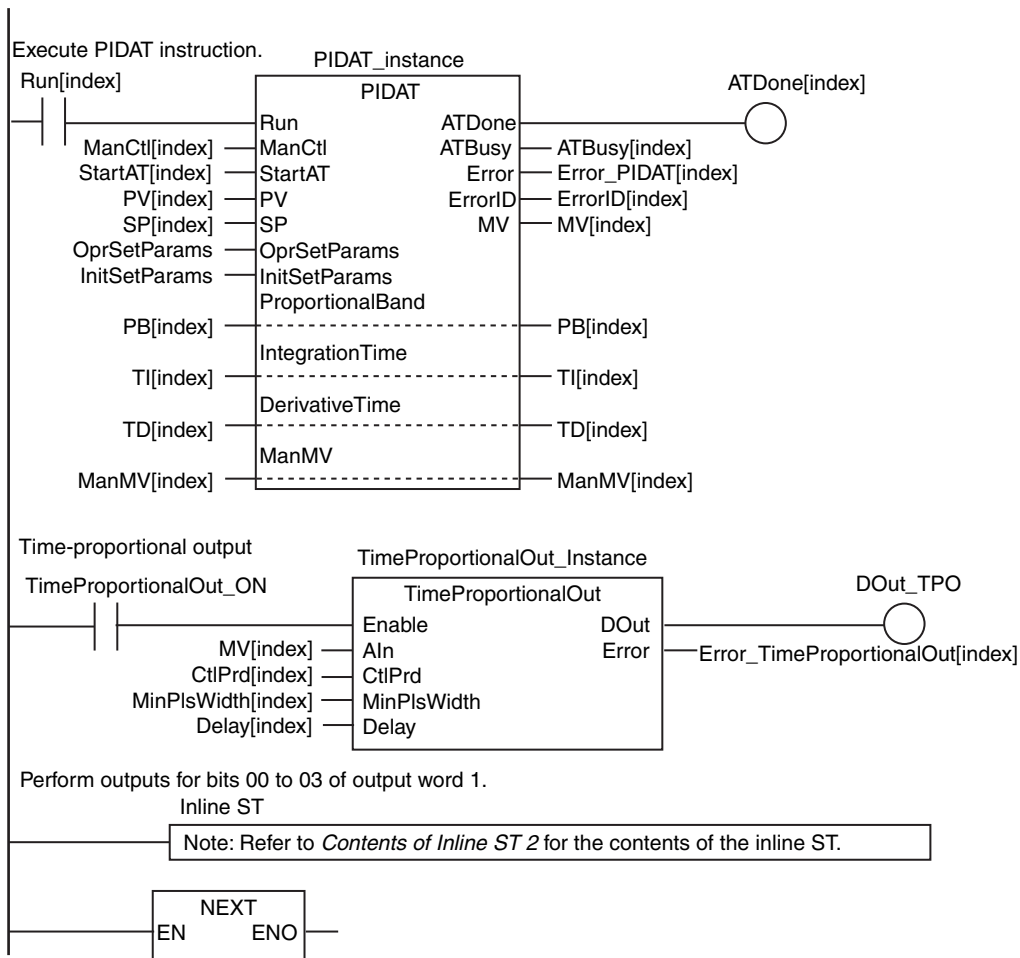 Execute PIDAT instruction.
PIDAT_instance
Run[index]
PIDAT
ATDone[index]
Run ATDone
ManCtl[index] ManCtl ATBusy ATBusy[index]
StartAT[index] StartAT Error Error_PIDAT[index]
PV[index] PV ErrorID ErrorID[index]
SP[index] SP MV MV[index]
OprSetParams OprSetParams
InitSetParams InitSetParams
ProportionalBand
PB[index] PB[index]
IntegrationTime
TI[index] TI[index]
DerivativeTime
TD[index] TD[index]
ManMV
ManMV[index] ManMV[index]
Time-proportional output
TimeProportionalOut_Instance
TimeProportionalOut_ON
TimeProportionalOut
DOut_TPO
Enable DOut
MV[index] AIn Error Error_TimeProportionalOut[index]
CtlPrd[index] CtlPrd
MinPlsWidth[index] MinPlsWidth
Delay[index] Delay
Perform outputs for bits 00 to 03 of output word 1.
Inline ST
Note: Refer to Contents of Inline ST 2 for the contents of the inline ST.
NEXT
EN ENO